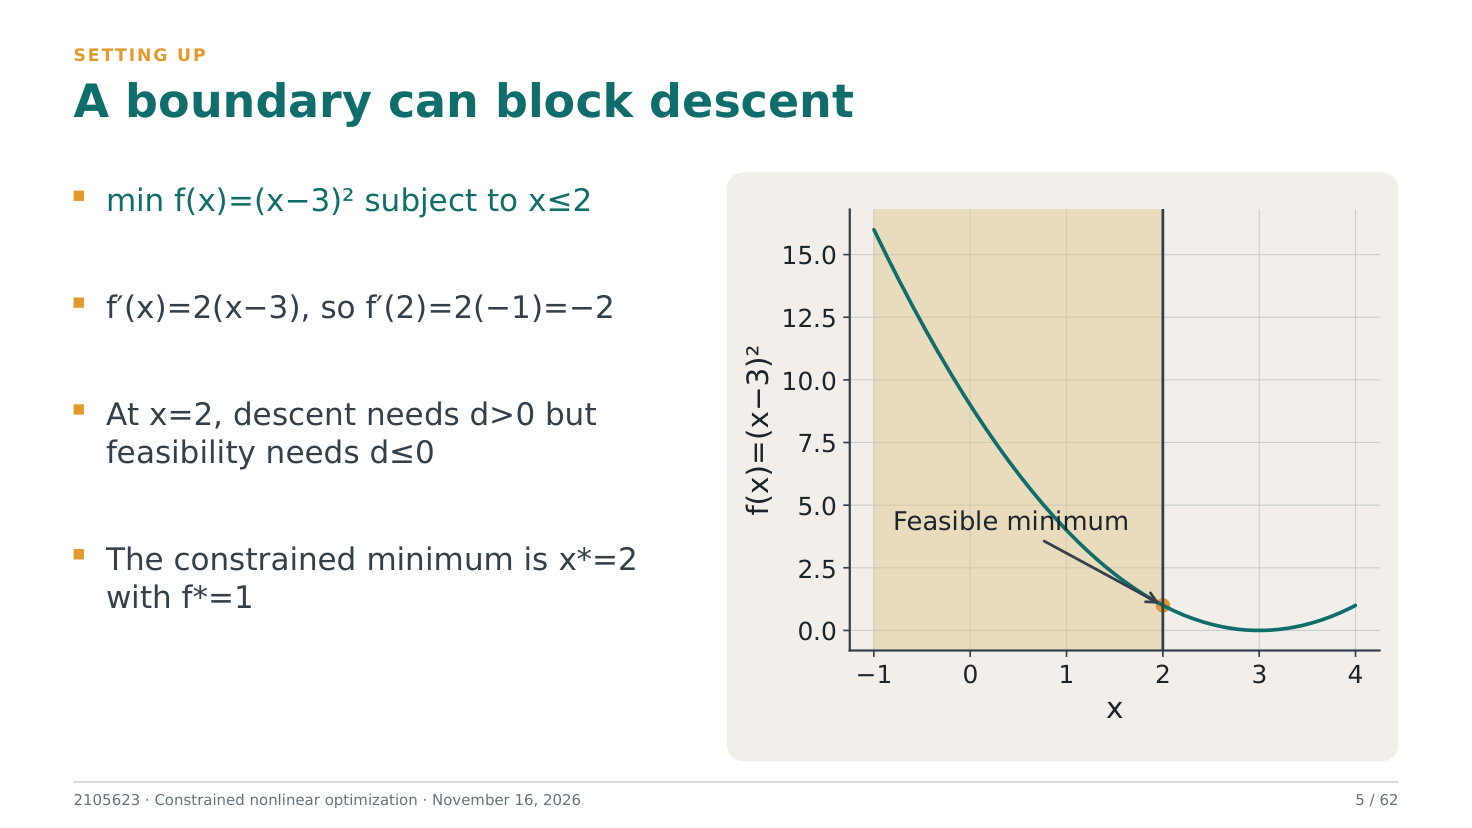 SETTING UP
A boundary can block descent
min f(x)=(x−3)² subject to x≤2
f′(x)=2(x−3), so f′(2)=2(−1)=−2
At x=2, descent needs d>0 but
feasibility needs d≤0
The constrained minimum is x*=2
with f*=1
f(x)=(x−3)²
15.0
12.5
10.0
7.5
5.0
2.5
0.0
Feasible minimum
−1 0 1 2 3 4
x
2105623 · Constrained nonlinear optimization · November 16, 2026
5 / 62